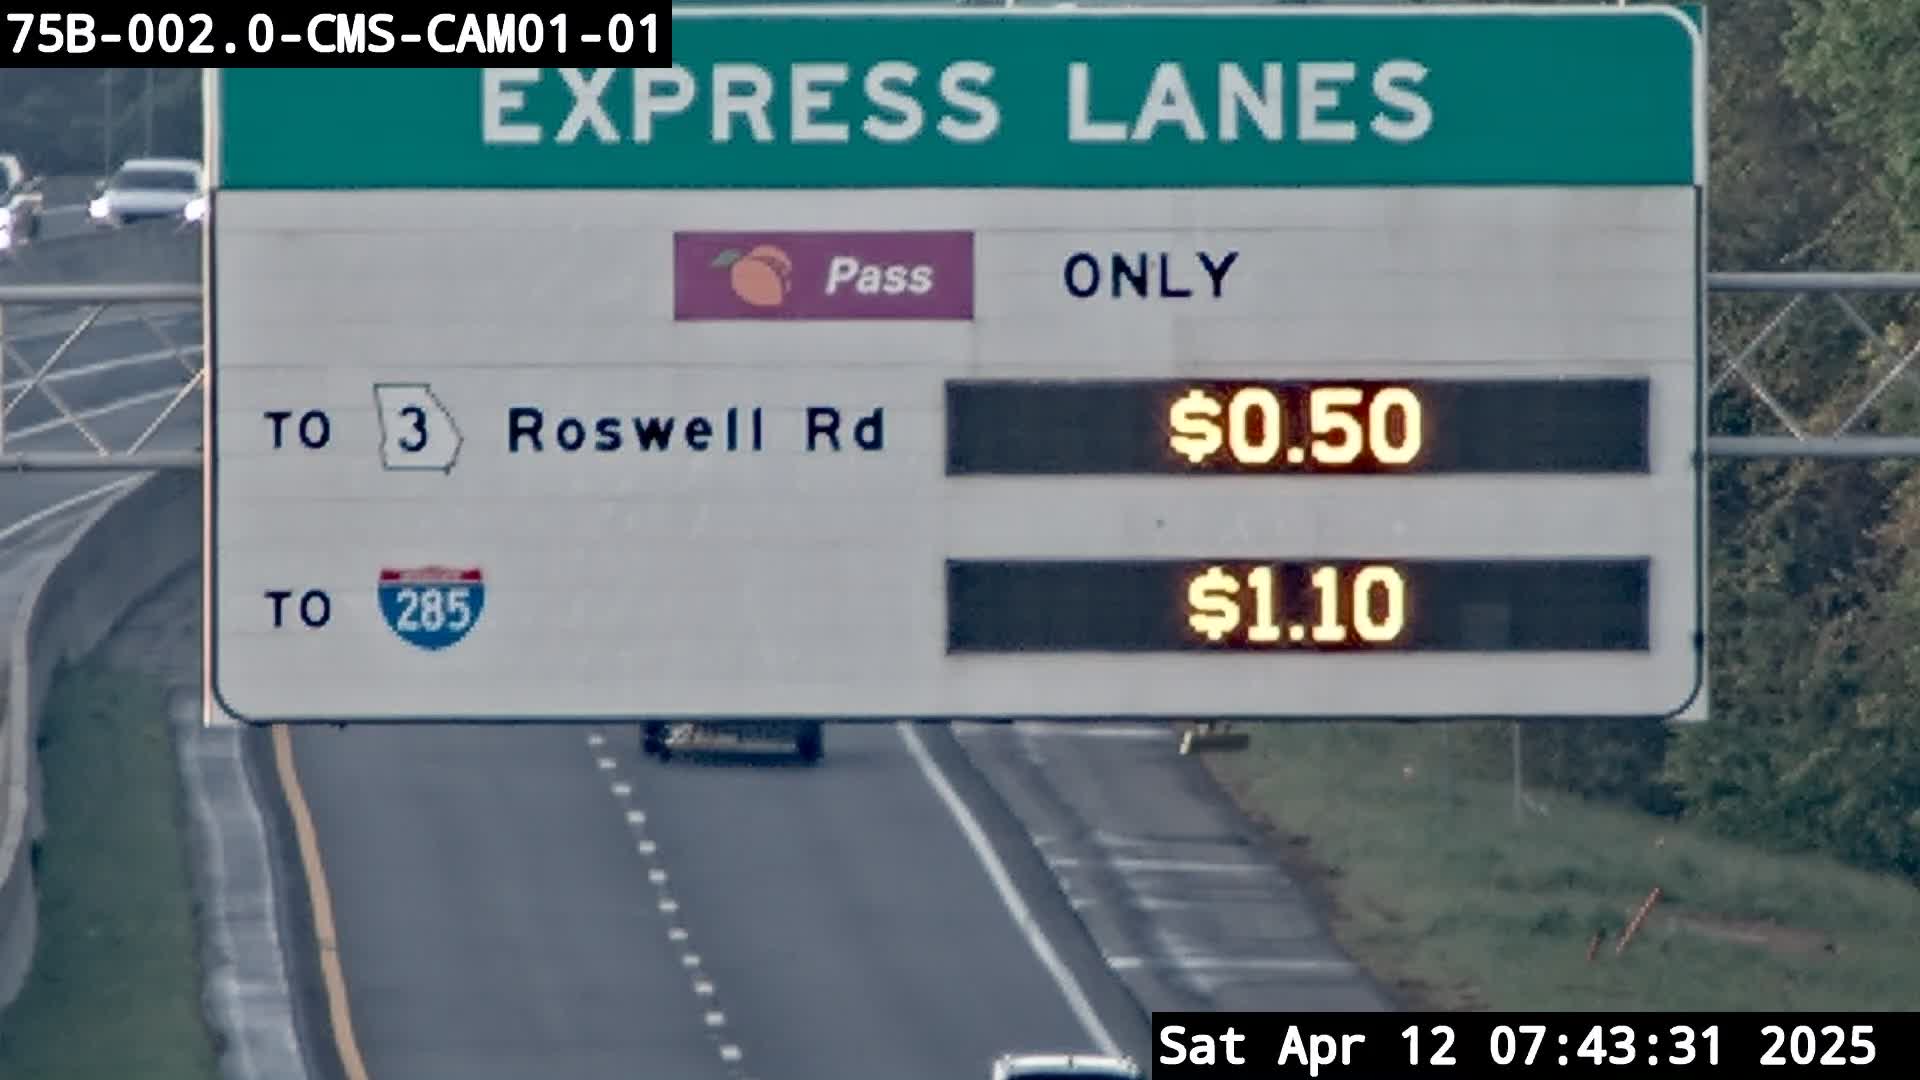 75B-002.0-CMS-CAM01-01
EXPRESS LANES
Pass ONLY
TO 3 Roswell Rd $0.50
TO 285 $1.10
Sat Apr 12 07:43:31 2025